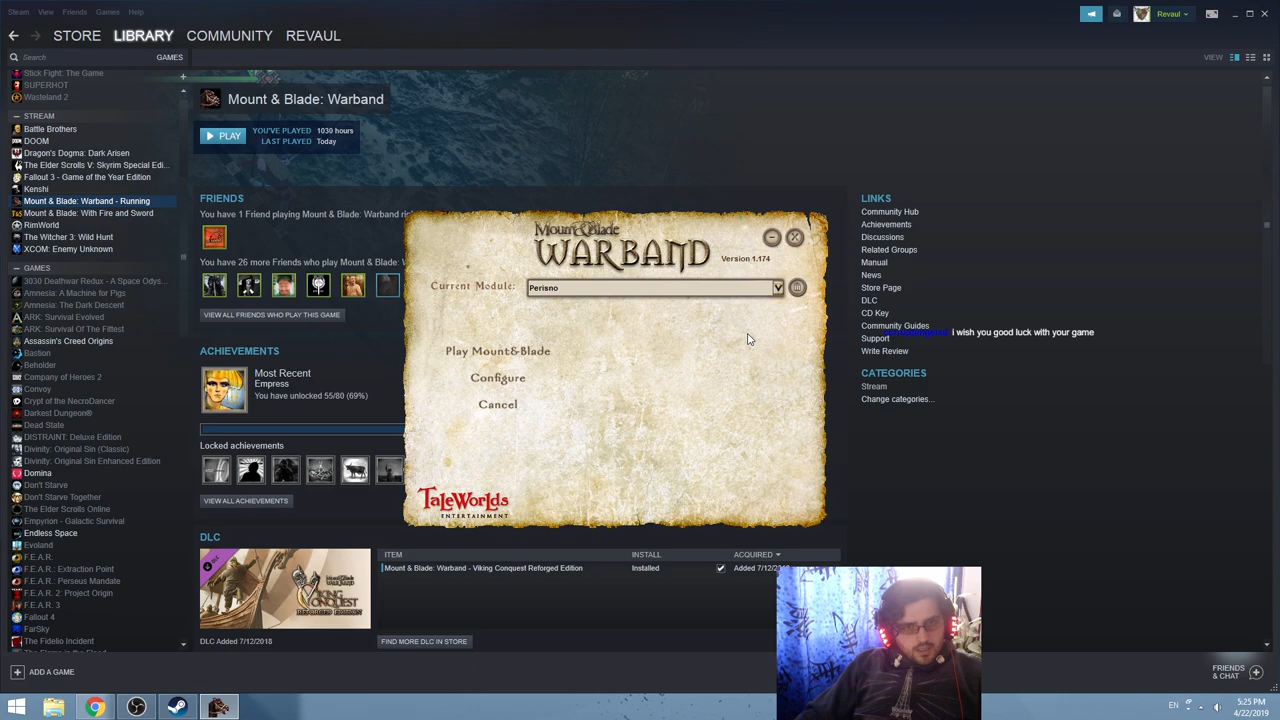 Steam View Friends Games Help
Revaul
STORE LIBRARY COMMUNITY REVAUL
Search GAMES
VIEW
Stick Fight: The Game
SUPERHOT
Wasteland 2
STREAM
Battle Brothers
DOOM
Dragon's Dogma: Dark Arisen
The Elder Scrolls V: Skyrim Special Edi...
Fallout 3 - Game of the Year Edition
Kenshi
Mount & Blade: Warband - Running
Mount & Blade: With Fire and Sword
RimWorld
The Witcher 3: Wild Hunt
XCOM: Enemy Unknown
GAMES
3030 Deathwar Redux - A Space Odys...
Amnesia: A Machine for Pigs
Amnesia: The Dark Descent
ARK: Survival Evolved
ARK: Survival Of The Fittest
Assassin's Creed Origins
Bastion
Beholder
Company of Heroes 2
Convoy
Crypt of the NecroDancer
Darkest Dungeon®
Dead State
DISTRAINT: Deluxe Edition
Divinity: Original Sin (Classic)
Divinity: Original Sin Enhanced Edition
Domina
Don't Starve
Don't Starve Together
The Elder Scrolls Online
Empyrion - Galactic Survival
Endless Space
Evoland
F.E.A.R.
F.E.A.R.: Extraction Point
F.E.A.R.: Perseus Mandate
F.E.A.R. 2: Project Origin
F.E.A.R. 3
Fallout 4
FarSky
The Fidelio Incident
ADD A GAME
Mount & Blade: Warband
PLAY
YOU'VE PLAYED 1030 hours
LAST PLAYED Today
FRIENDS
You have 1 Friend playing Mount & Blade: Warband ri
You have 26 more Friends who play Mount & Blade: W
VIEW ALL FRIENDS WHO PLAY THIS GAME
ACHIEVEMENTS
Most Recent
Empress
You have unlocked 55/80 (69%)
Locked achievements
VIEW ALL ACHIEVEMENTS
DLC
MOUNT & BLADE
WARBAND
VIKING
CONQUEST
REFORGED EDITION
DLC Added 7/12/2018
ITEM INSTALL ACQUIRED
Mount & Blade: Warband - Viking Conquest Reforged Edition Installed Added 7/12/2
FIND MORE DLC IN STORE
Mount&Blade
WARBAND
Version 1.174
Current Module: Perisno
Play Mount&Blade
Configure
Cancel
TaleWorlds
ENTERTAINMENT
LINKS
Community Hub
Achievements
Discussions
Related Groups
Manual
News
Store Page
DLC
CD Key
Community Guides
i wish you good luck with your game
Support
Write Review
CATEGORIES
Stream
Change categories...
FRIENDS
& CHAT
EN
5:25 PM
4/22/2019